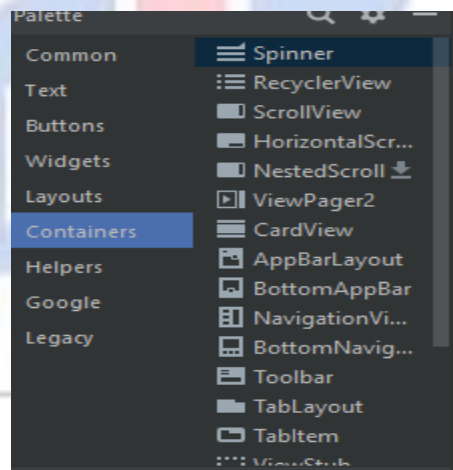 Palette
Common
Text
Buttons
Widgets
Layouts
Containers
Helpers
Google
Legacy
Spinner
RecyclerView
ScrollView
HorizontalScr...
NestedScroll
ViewPager2
CardView
AppBarLayout
BottomAppBar
NavigationVi...
BottomNavig...
Toolbar
TabLayout
TabItem
ViewStub